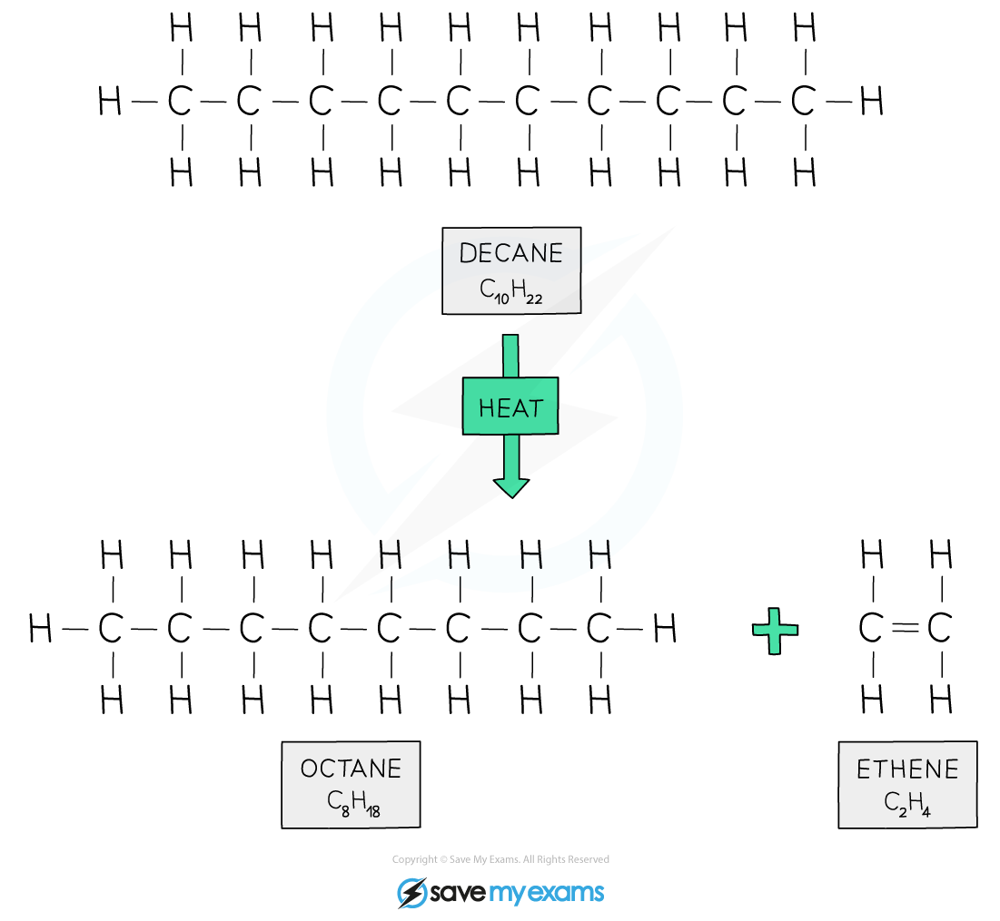 H H H H H H H H H H
H — C — C — C — C — C — C — C — C — C — C — H
H H H H H H H H H H
DECANE
C₁₀H₂₂
HEAT
H H H H H H H H H H
H — C — C — C — C — C — C — C — C — H + C = C
H H H H H H H H H H
OCTANE
C₈H₁₈
ETHENE
C₂H₄
Copyright © Save My Exams. All Rights Reserved
save my exams